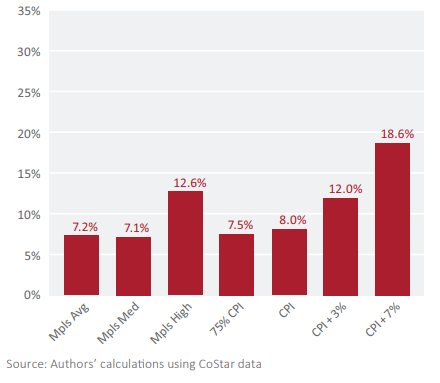 35%
30%
25%
20%
15%
10%
5%
0%
7.2%
7.1%
12.6%
7.5%
8.0%
12.0%
18.6%
Mpls Avg
Mpls Med
Mpls High
75% CPI
CPI
CPI + 3%
CPI + 7%
Source: Authors’ calculations using CoStar data